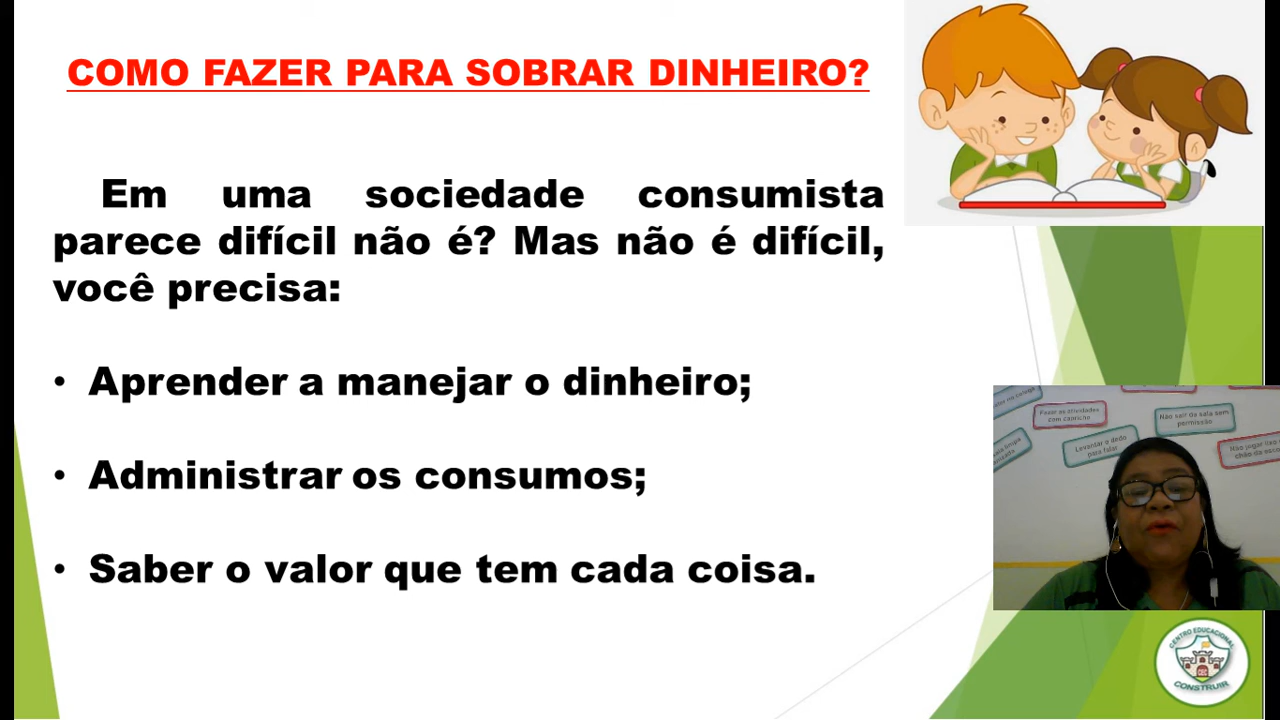 COMO FAZER PARA SOBRAR DINHEIRO?
Em uma sociedade consumista
parece difícil não é? Mas não é difícil,
você precisa:
• Aprender a manejar o dinheiro;
• Administrar os consumos;
• Saber o valor que tem cada coisa.
Fazer as atividades
com capricho
Não sair da sala sem
permissão
Levantar o dedo
para falar
Não jogar lixo
chão da
CENTRO EDUCACIONAL
CONSTRUIR